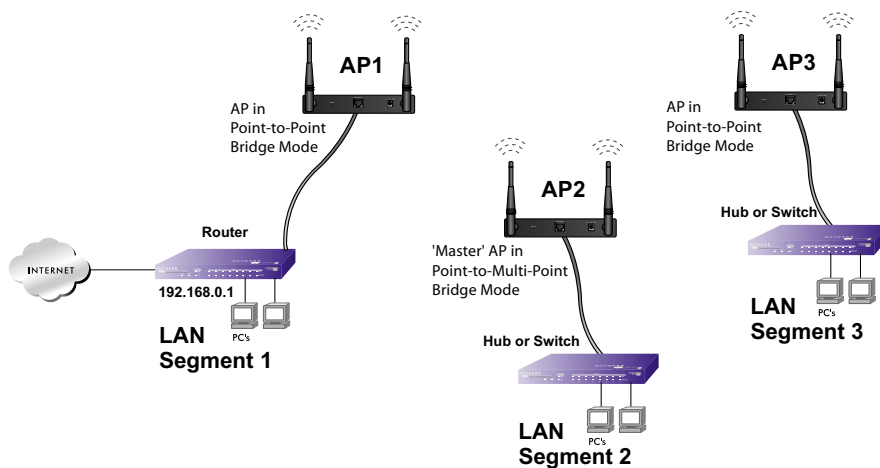 AP1
AP in
Point-to-Point
Bridge Mode
AP3
AP in
Point-to-Point
Bridge Mode
AP2
'Master' AP in
Point-to-Multi-Point
Bridge Mode
Router
INTERNET
192.168.0.1
PC's
LAN
Segment 1
Hub or Switch
PC's
LAN
Segment 3
Hub or Switch
PC's
LAN
Segment 2